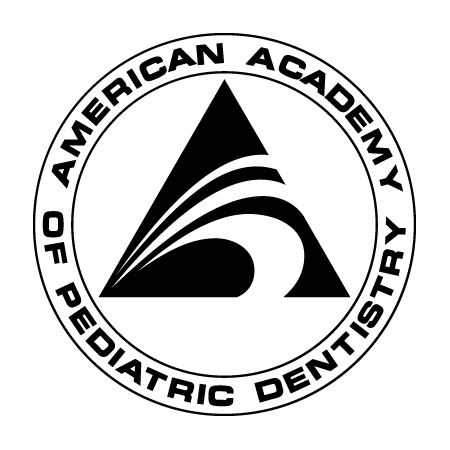 AMERICAN ACADEMY
OF PEDIATRIC DENTISTRY